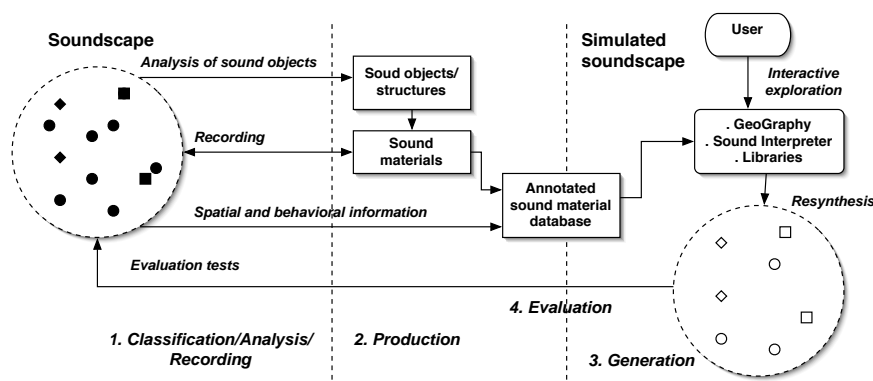 Soundscape
Simulated
soundscape
User
Analysis of sound objects
Soud objects/
structures
Interactive
exploration
Recording
Sound
materials
. GeoGraphy
. Sound Interpreter
. Libraries
Annotated
sound material
database
Resynthesis
Spatial and behavioral information
Evaluation tests
4. Evaluation
1. Classification/Analysis/
Recording
2. Production
3. Generation